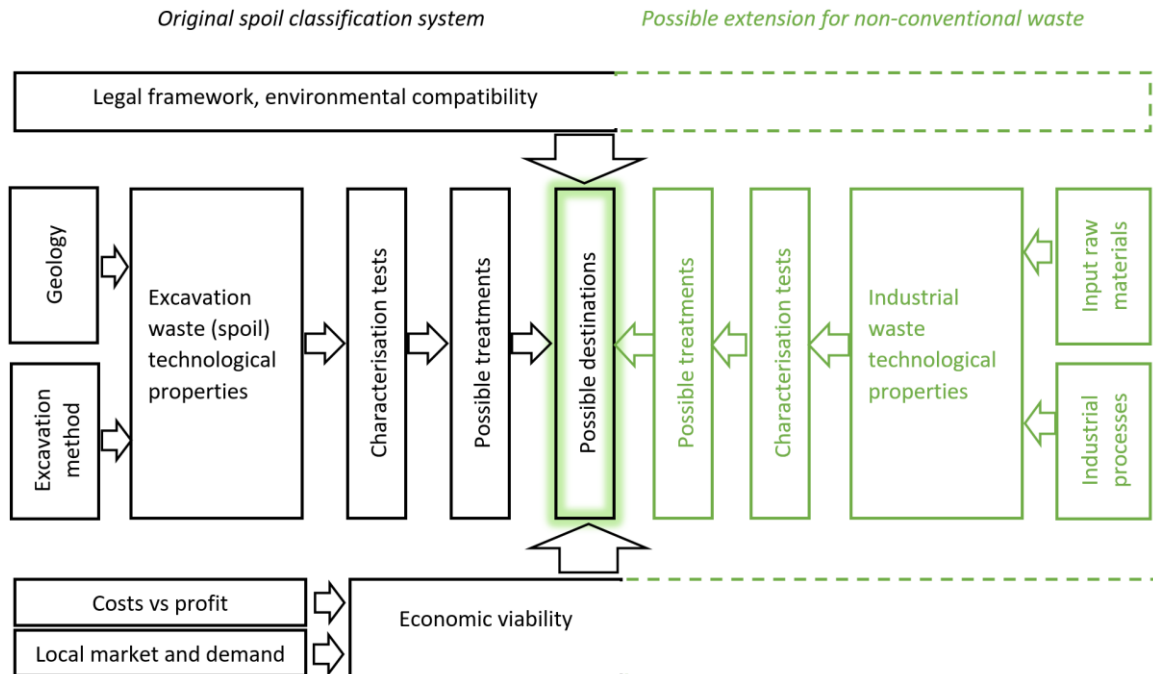 Original spoil classification system
Possible extension for non-conventional waste
Legal framework, environmental compatibility
Geology
Excavation
method
Excavation
waste (spoil)
technological
properties
Characterisation tests
Possible treatments
Possible destinations
Possible treatments
Characterisation tests
Industrial
waste
technological
properties
Input raw
materials
Industrial
processes
Costs vs profit
Local market and demand
Economic viability